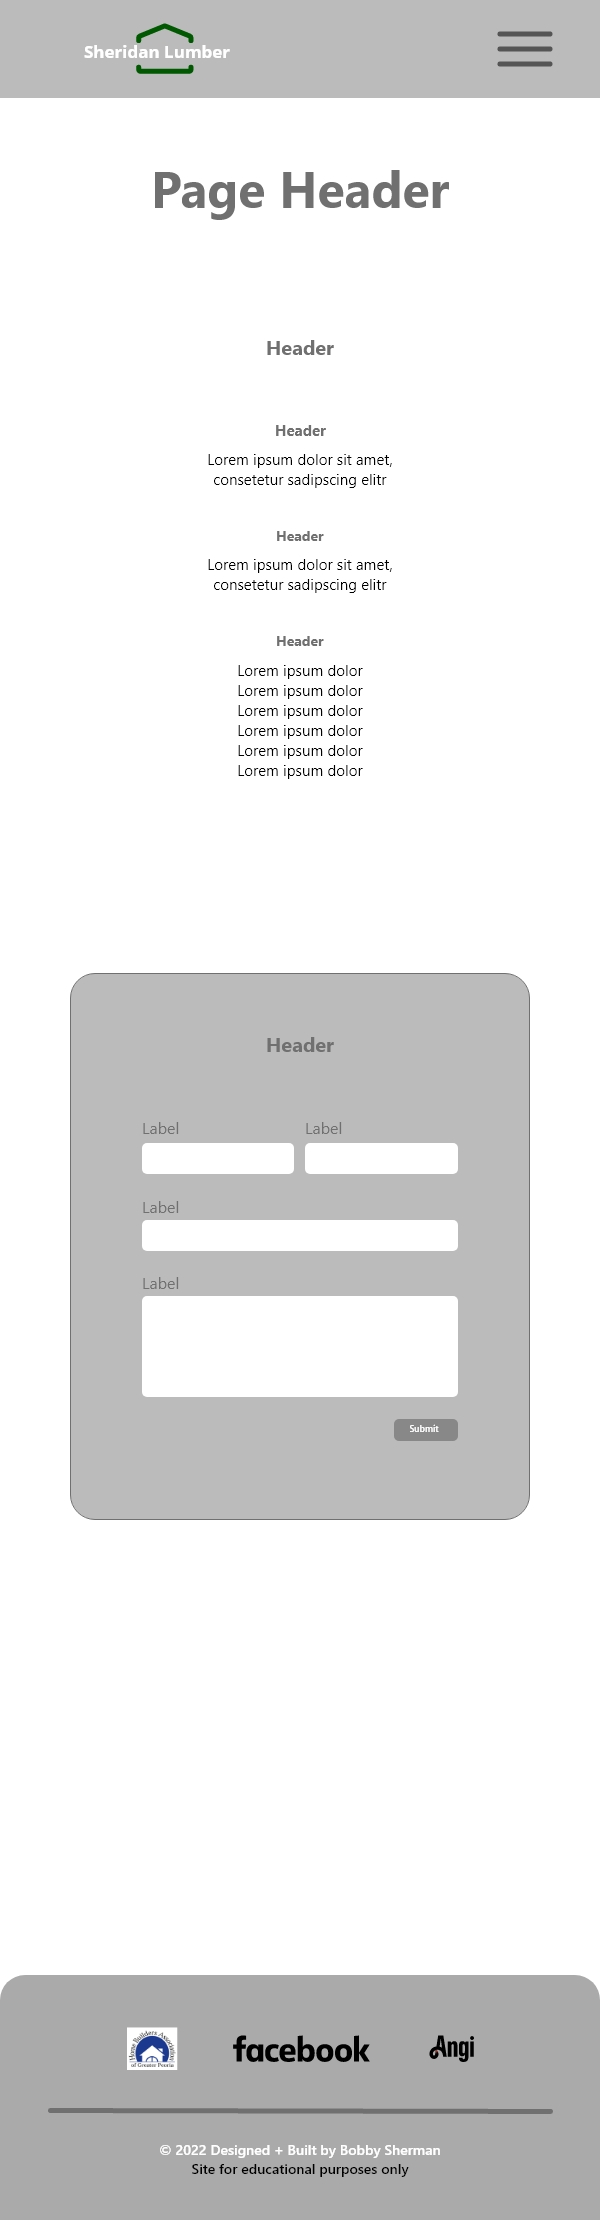 Sheridan Lumber
Page Header
Header
Header
Lorem ipsum dolor sit amet,
consetetur sadipscing elitr
Header
Lorem ipsum dolor sit amet,
consetetur sadipscing elitr
Header
Lorem ipsum dolor
Lorem ipsum dolor
Lorem ipsum dolor
Lorem ipsum dolor
Lorem ipsum dolor
Lorem ipsum dolor
Header
Label Label
Label
Label
Submit
Home Builders Association
of Greater Peoria
facebook
Angi
© 2022 Designed + Built by Bobby Sherman
Site for educational purposes only